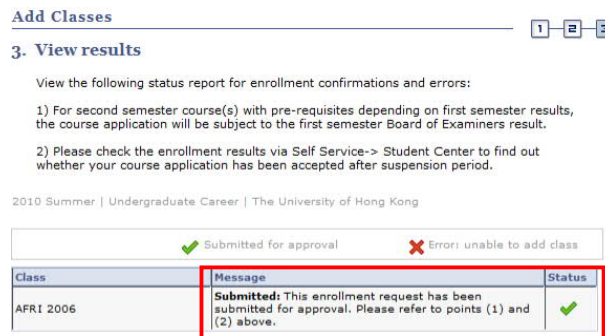 Add Classes
1 2 3
3. View results
View the following status report for enrollment confirmations and errors:
1) For second semester course(s) with pre-requisites depending on first semester results,
the course application will be subject to the first semester Board of Examiners result.
2) Please check the enrollment results via Self Service-> Student Center to find out
whether your course application has been accepted after suspension period.
2010 Summer | Undergraduate Career | The University of Hong Kong
Submitted for approval Error: unable to add class
Class Message Status
Submitted: This enrollment request has been
AFRI 2006 submitted for approval. Please refer to points (1) and
(2) above.